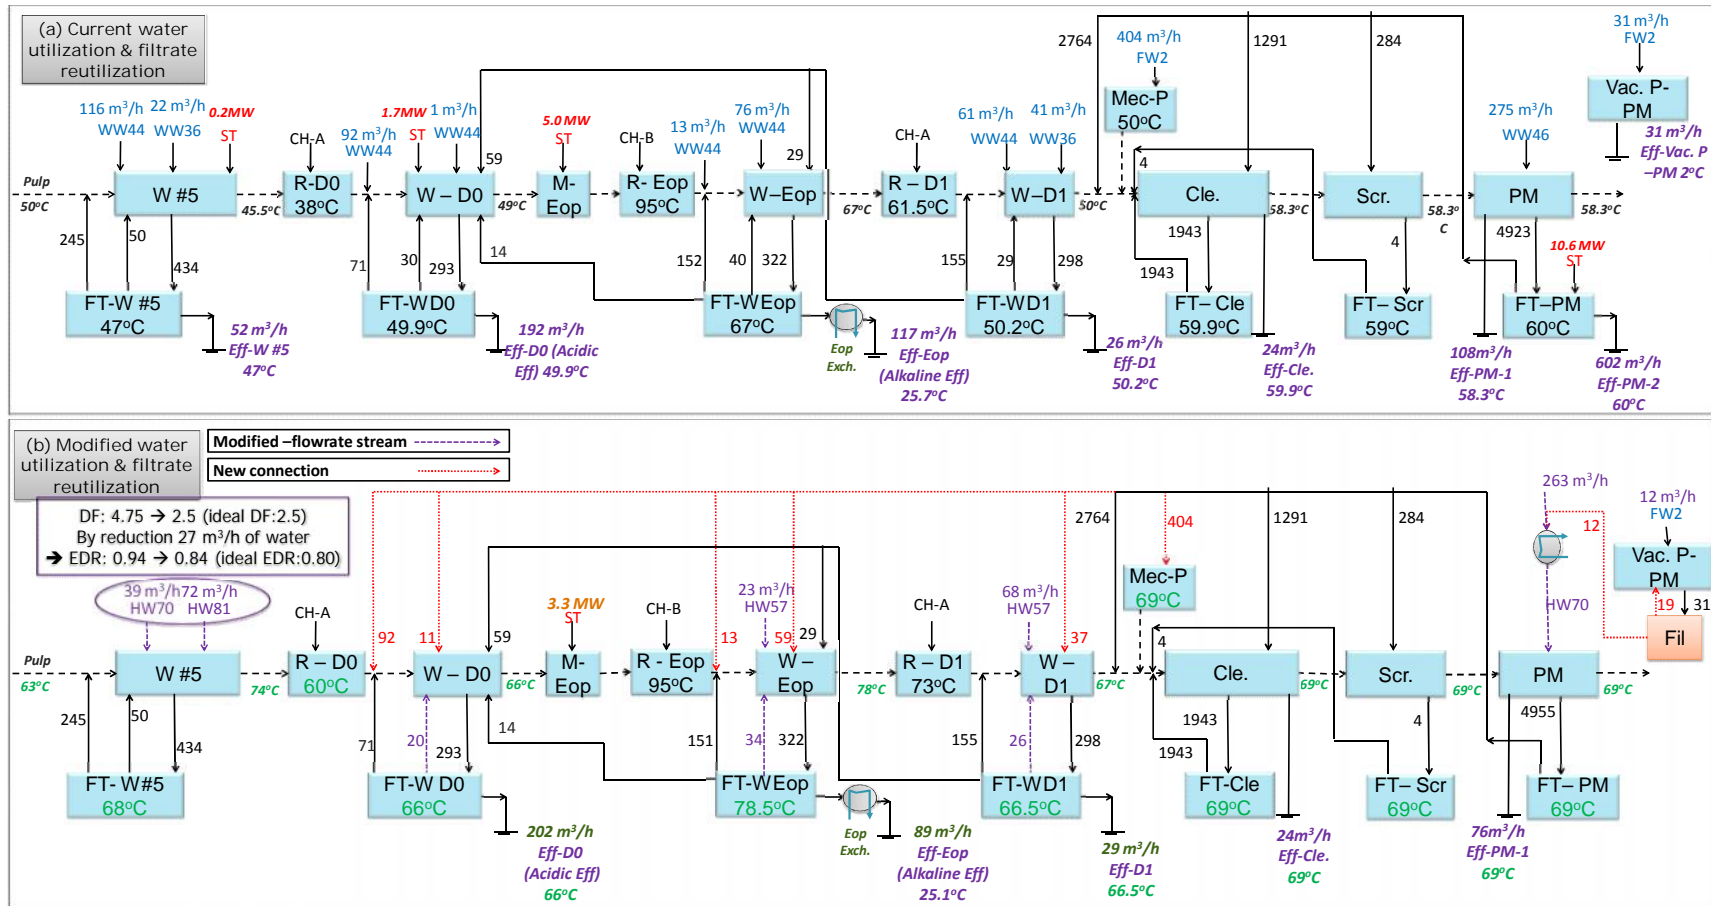 (a) Current water
utilization & filtrate
reutilization
116 m³/h
WW44
22 m³/h
WW36
0.2MW
ST
CH-A
92 m³/h
WW44
1.7MW
ST
1 m³/h
WW44
59
5.0 MW
ST
CH-B
13 m³/h
WW44
76 m³/h
WW44
29
CH-A
61 m³/h
WW44
41 m³/h
WW36
2764
404 m³/h
FW2
Mec-P
50°C
1291
284
275 m³/h
WW46
31 m³/h
FW2
Vac. P-
PM
31 m³/h
Eff-Vac. P
–PM 2°C
Pulp
50°C
W #5
45.5°C
R-D0
38°C
W – D0
49°C
M-
Eop
R- Eop
95°C
W–Eop
67°C
R – D1
61.5°C
W–D1
50°C
4
Cle.
58.3°C
Scr.
58.3°
C
PM
58.3°C
245
50
434
71
30
293
14
152
40
322
155
29
298
1943
1943
4
4923
10.6 MW
ST
FT-W #5
47°C
FT-WD0
49.9°C
FT-WEop
67°C
FT-WD1
50.2°C
FT– Cle
59.9°C
FT– Scr
59°C
FT–PM
60°C
52 m³/h
Eff-W #5
47°C
192 m³/h
Eff-D0 (Acidic
Eff) 49.9°C
Eop
Exch.
117 m³/h
Eff-Eop
(Alkaline Eff)
25.7°C
26 m³/h
Eff-D1
50.2°C
24m³/h
Eff-Cle.
59.9°C
108m³/h
Eff-PM-1
58.3°C
602 m³/h
Eff-PM-2
60°C
(b) Modified water
utilization & filtrate
reutilization
Modified –flowrate stream
New connection
DF: 4.75 → 2.5 (ideal DF:2.5)
By reduction 27 m³/h of water
➔ EDR: 0.94 → 0.84 (ideal EDR:0.80)
39 m³/h
HW70
72 m³/h
HW81
CH-A
92
11
59
3.3 MW
ST
CH-B
13
23 m³/h
HW57
59
29
CH-A
68 m³/h
HW57
37
2764
404
Mec-P
69°C
1291
284
263 m³/h
12
12 m³/h
FW2
Vac. P-
PM
HW70
19
31
Fil
Pulp
63°C
W #5
74°C
R – D0
60°C
W – D0
66°C
M-
Eop
R - Eop
95°C
W –
Eop
78°C
R – D1
73°C
W –
D1
67°C
4
Cle.
69°C
Scr.
69°C
PM
69°C
245
50
434
71
20
293
14
151
34
322
155
26
298
1943
1943
4
4955
FT- W#5
68°C
FT-W D0
66°C
FT-WEop
78.5°C
FT-WD1
66.5°C
FT-Cle
69°C
FT– Scr
69°C
FT– PM
69°C
202 m³/h
Eff-D0
(Acidic Eff)
66°C
Eop
Exch.
89 m³/h
Eff-Eop
(Alkaline Eff)
25.1°C
29 m³/h
Eff-D1
66.5°C
24m³/h
Eff-Cle.
69°C
76m³/h
Eff-PM-1
69°C